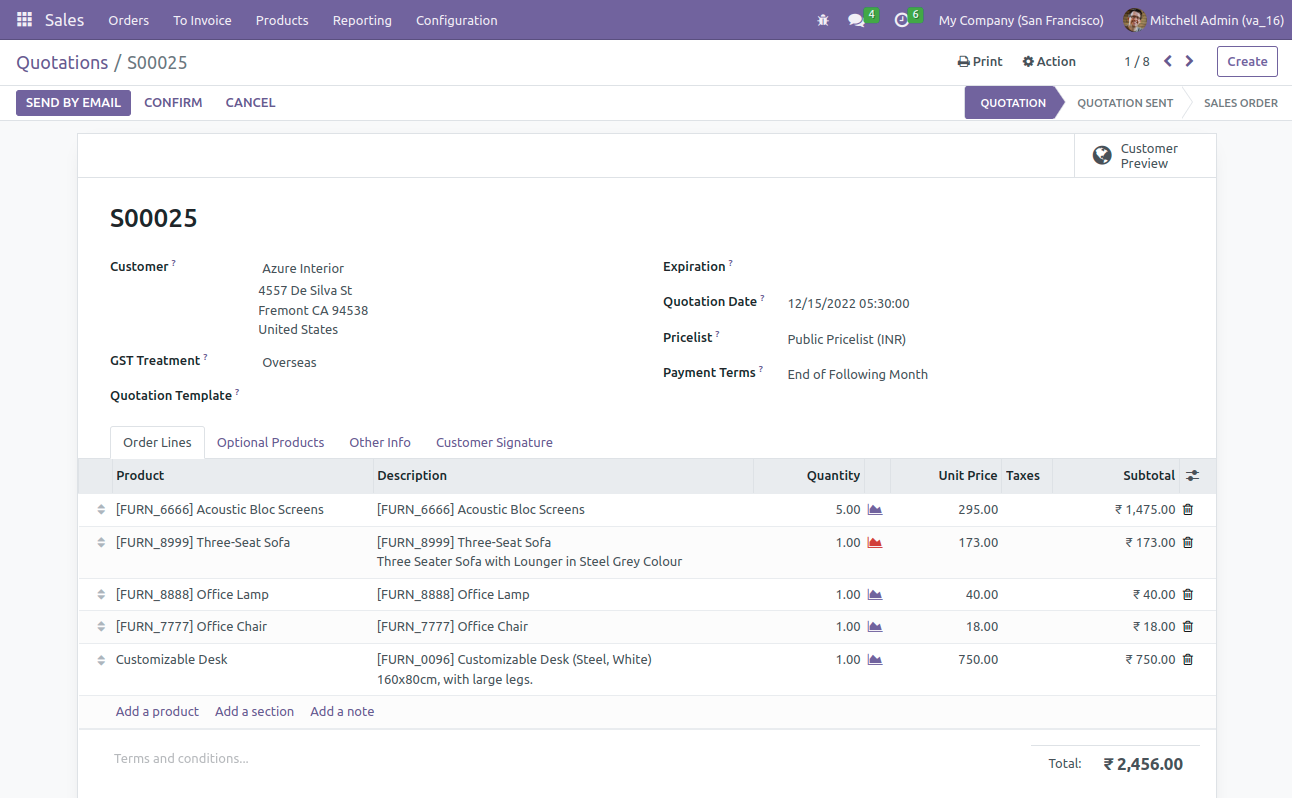 Sales Orders To Invoice Products Reporting Configuration 4 6 My Company (San Francisco) Mitchell Admin (va_16)
Quotations / S00025 Print Action 1 / 8 Create
SEND BY EMAIL CONFIRM CANCEL QUOTATION QUOTATION SENT SALES ORDER
Customer
Preview
S00025
Customer ? Azure Interior
4557 De Silva St
Fremont CA 94538
United States
GST Treatment ? Overseas
Quotation Template ?
Expiration ?
Quotation Date ? 12/15/2022 05:30:00
Pricelist ? Public Pricelist (INR)
Payment Terms ? End of Following Month
Order Lines Optional Products Other Info Customer Signature
Product Description Quantity Unit Price Taxes Subtotal
[FURN_6666] Acoustic Bloc Screens [FURN_6666] Acoustic Bloc Screens 5.00 295.00 ₹ 1,475.00
[FURN_8999] Three-Seat Sofa [FURN_8999] Three-Seat Sofa 1.00 173.00 ₹ 173.00
Three Seater Sofa with Lounger in Steel Grey Colour
[FURN_8888] Office Lamp [FURN_8888] Office Lamp 1.00 40.00 ₹ 40.00
[FURN_7777] Office Chair [FURN_7777] Office Chair 1.00 18.00 ₹ 18.00
Customizable Desk [FURN_0096] Customizable Desk (Steel, White) 1.00 750.00 ₹ 750.00
160x80cm, with large legs.
Add a product Add a section Add a note
Terms and conditions... Total: ₹ 2,456.00